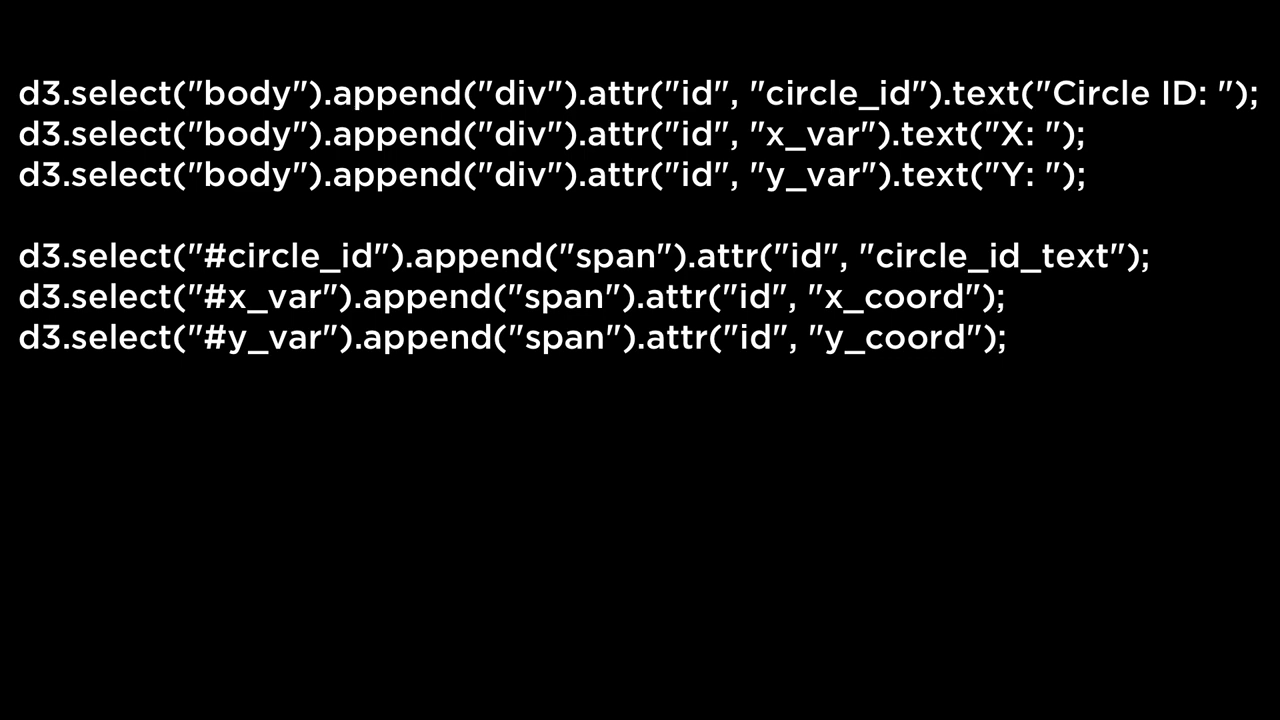 d3.select("body").append("div").attr("id", "circle_id").text("Circle ID: ");
d3.select("body").append("div").attr("id", "x_var").text("X: ");
d3.select("body").append("div").attr("id", "y_var").text("Y: ");
d3.select("#circle_id").append("span").attr("id", "circle_id_text");
d3.select("#x_var").append("span").attr("id", "x_coord");
d3.select("#y_var").append("span").attr("id", "y_coord");